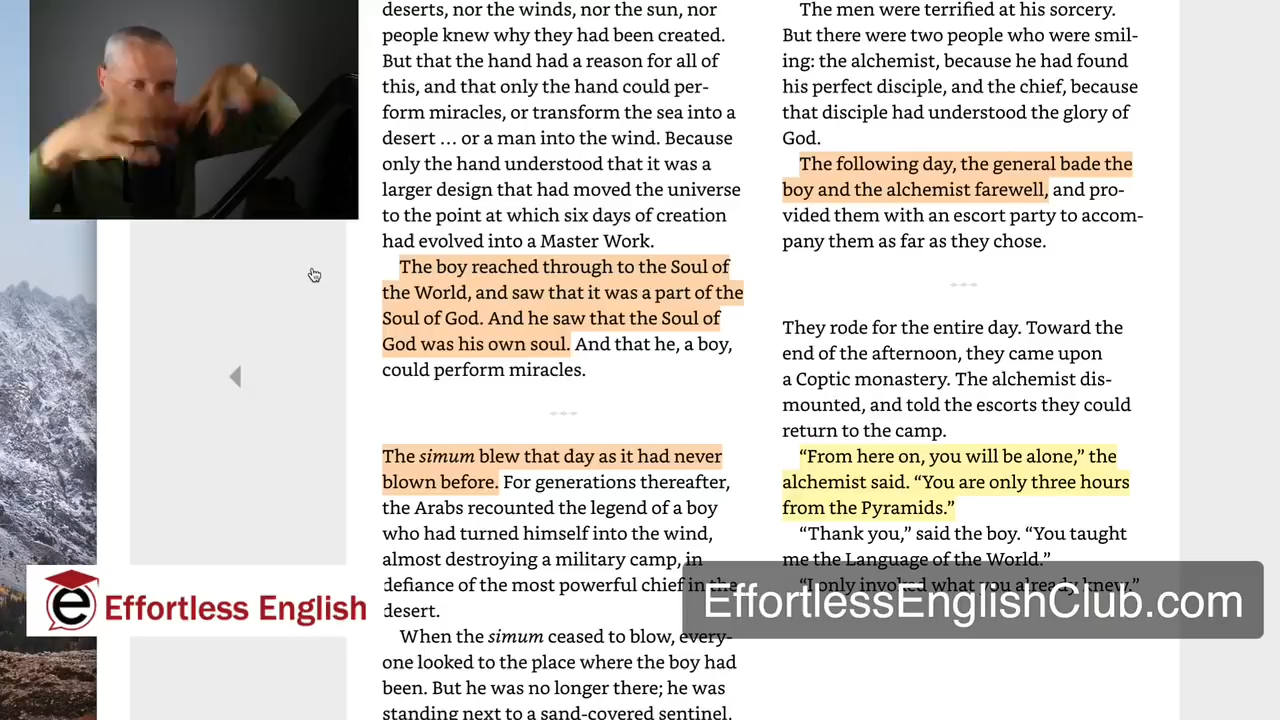 deserts, nor the winds, nor the sun, nor
people knew why they had been created.
But that the hand had a reason for all of
this, and that only the hand could per-
form miracles, or transform the sea into a
desert … or a man into the wind. Because
only the hand understood that it was a
larger design that had moved the universe
to the point at which six days of creation
had evolved into a Master Work.
The boy reached through to the Soul of
the World, and saw that it was a part of the
Soul of God. And he saw that the Soul of
God was his own soul. And that he, a boy,
could perform miracles.
The simum blew that day as it had never
blown before. For generations thereafter,
the Arabs recounted the legend of a boy
who had turned himself into the wind,
almost destroying a military camp, in
defiance of the most powerful chief in the
desert.
When the simum ceased to blow, every-
one looked to the place where the boy had
been. But he was no longer there; he was
standing next to a sand-covered sentinel,
The men were terrified at his sorcery.
But there were two people who were smil-
ing: the alchemist, because he had found
his perfect disciple, and the chief, because
that disciple had understood the glory of
God.
The following day, the general bade the
boy and the alchemist farewell, and pro-
vided them with an escort party to accom-
pany them as far as they chose.
They rode for the entire day. Toward the
end of the afternoon, they came upon
a Coptic monastery. The alchemist dis-
mounted, and told the escorts they could
return to the camp.
“From here on, you will be alone,” the
alchemist said. “You are only three hours
from the Pyramids.”
“Thank you,” said the boy. “You taught
me the Language of the World.”
“I only invoked what you already knew.”
e Effortless English
EffortlessEnglishClub.com